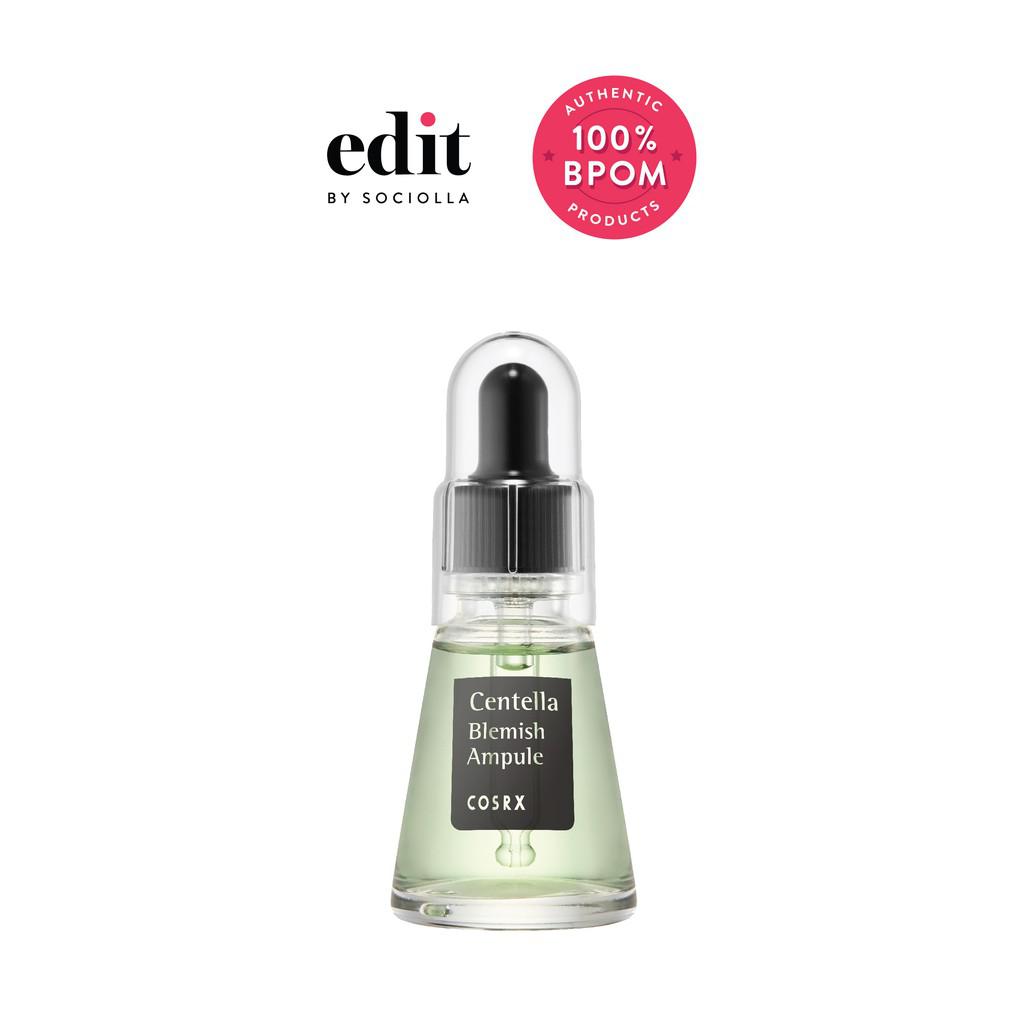 edit
BY SOCIOLLA
AUTHENTIC
100%
BPOM
PRODUCTS
Centella
Blemish
Ampule
COSRX